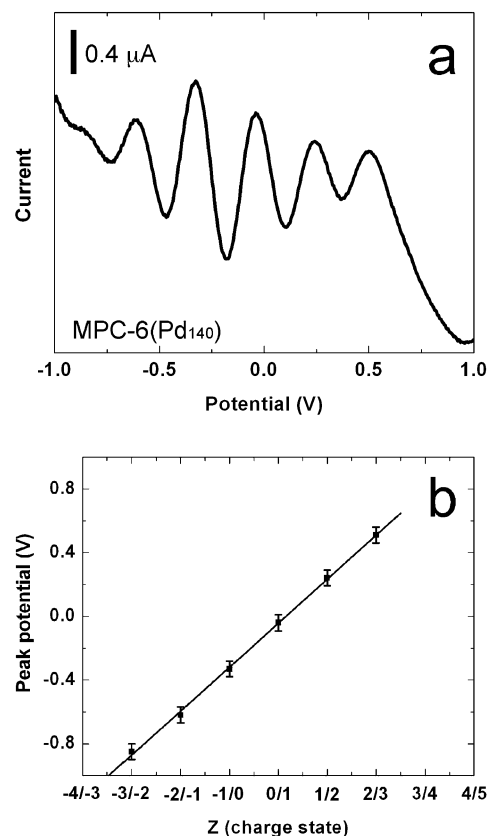 a
0.4 μA
Current
MPC-6(Pd140)
-1.0 -0.5 0.0 0.5 1.0
Potential (V)
b
0.8
0.4
0.0
-0.4
-0.8
Peak potential (V)
-4/-3 -3/-2 -2/-1 -1/0 0/1 1/2 2/3 3/4 4/5
Z (charge state)